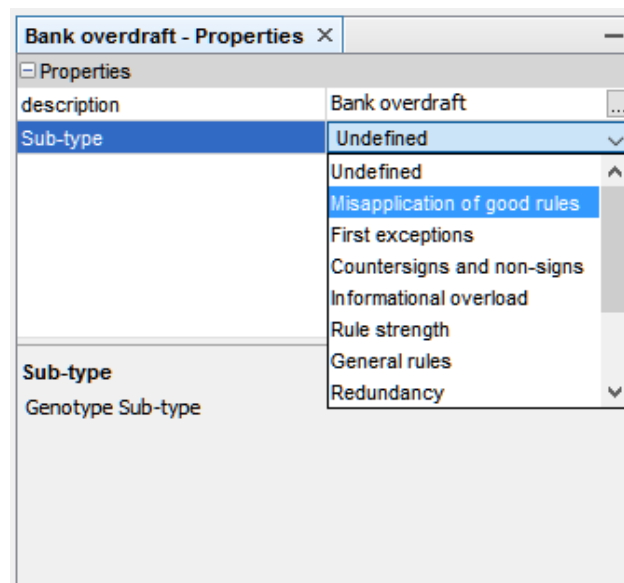 Bank overdraft - Properties ×
Properties
description Bank overdraft ...
Sub-type Undefined
Undefined
Misapplication of good rules
First exceptions
Countersigns and non-signs
Informational overload
Rule strength
General rules
Redundancy
Sub-type
Genotype Sub-type